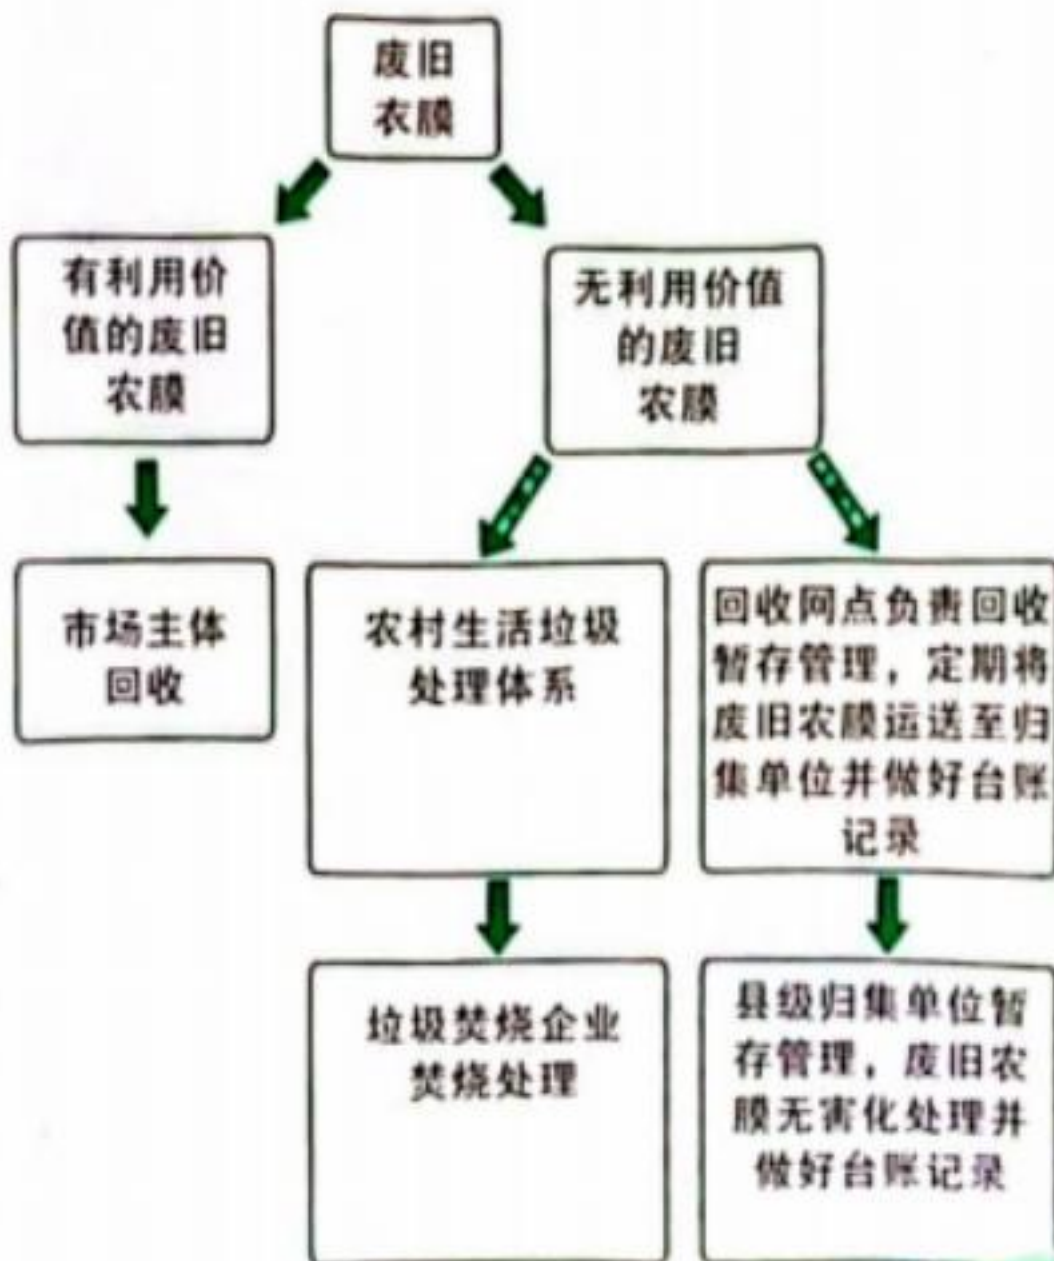 废旧
农膜
有利用价
值的废旧
农膜
无利用价值
的废旧
农膜
市场主体
回收
农村生活垃圾
处理体系
回收网点负责回收
暂存管理，定期将
废旧农膜运送至归
集单位并做好台账
记录
垃圾焚烧企业
焚烧处理
县级归集单位暂
存管理，废旧农
膜无害化处理并
做好台账记录